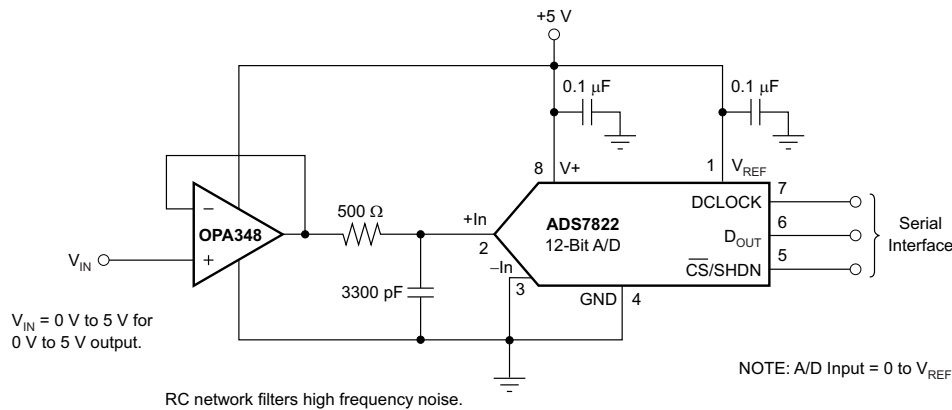 +5 V
0.1 μF
0.1 μF
8 V+
1 VREF
DCLOCK 7
500 Ω
+In
ADS7822
–
OPA348
2
12-Bit A/D
DOUT 6
Serial
Interface
VIN
+
–In
CS/SHDN 5
3
3300 pF
GND 4
VIN = 0 V to 5 V for
0 V to 5 V output.
NOTE: A/D Input = 0 to VREF
RC network filters high frequency noise.